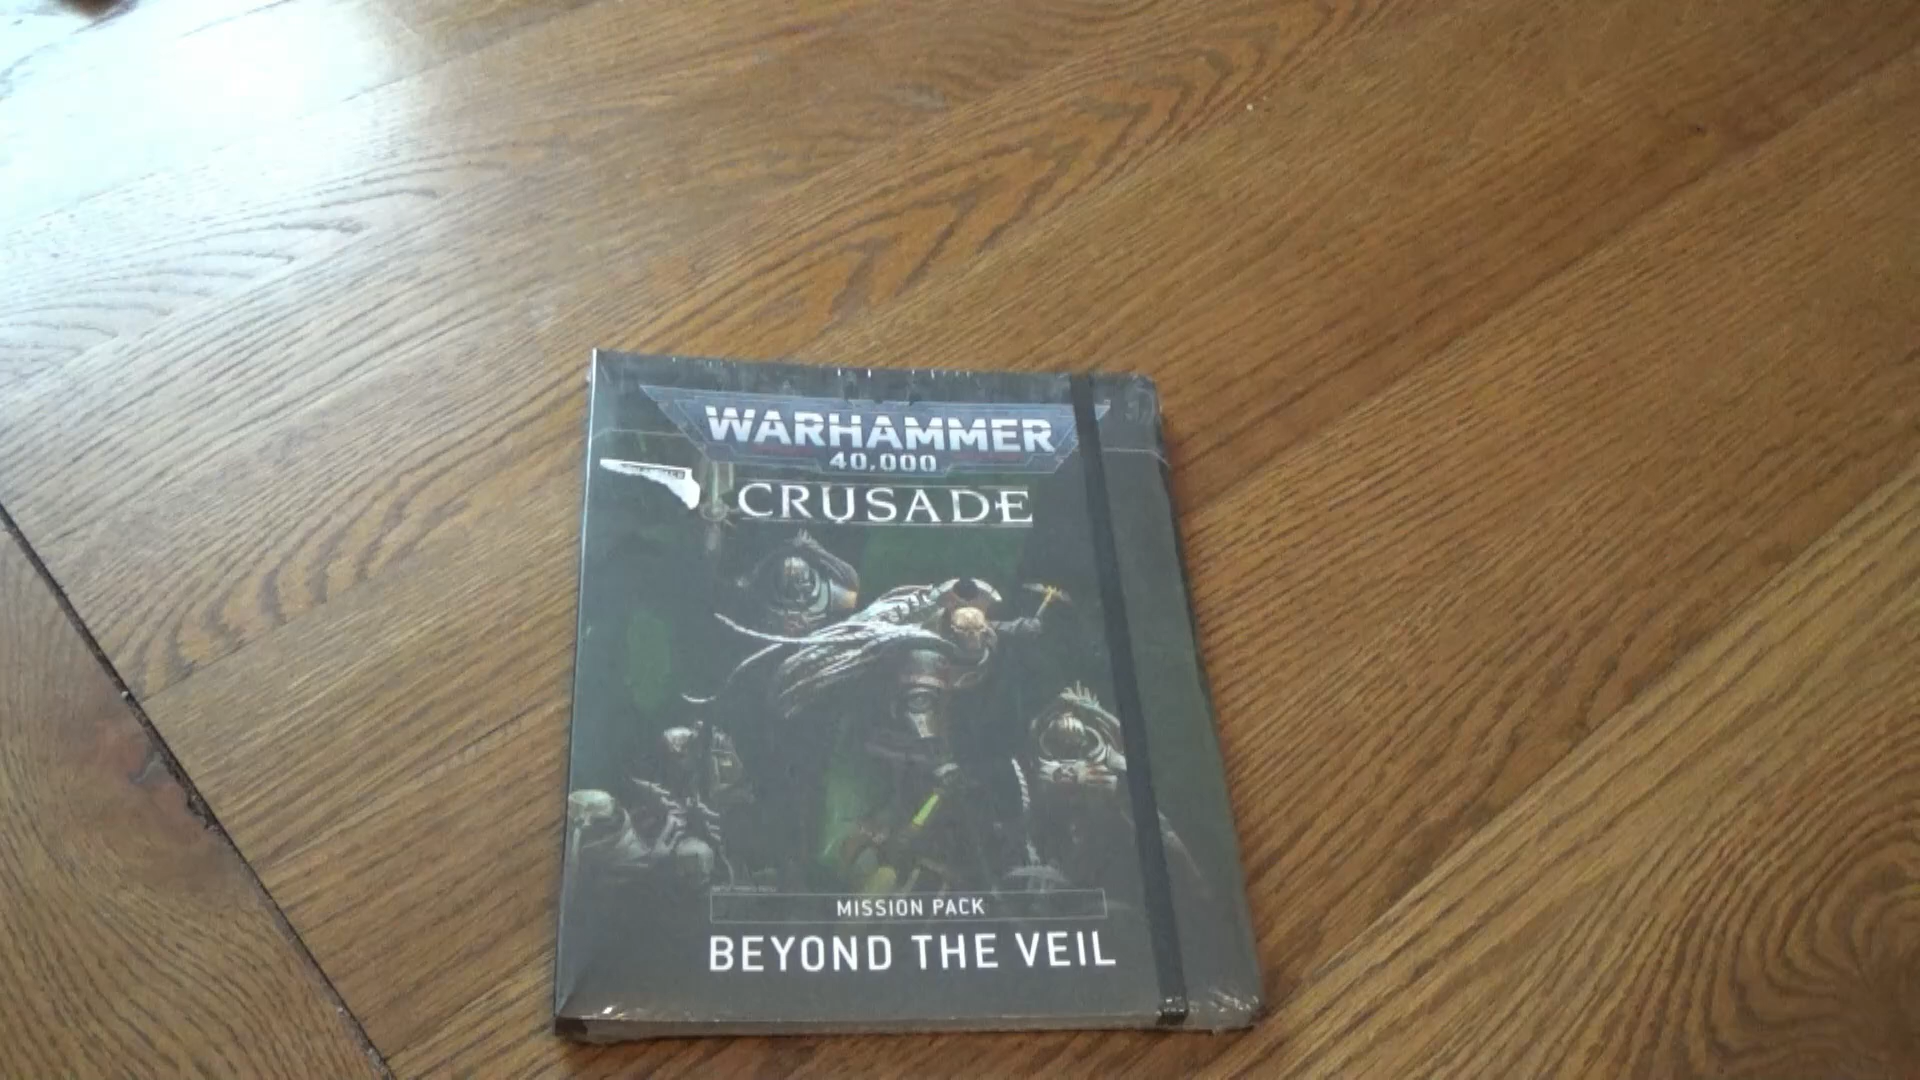 WARHAMMER
40,000
CRUSADE
MISSION PACK
BEYOND THE VEIL